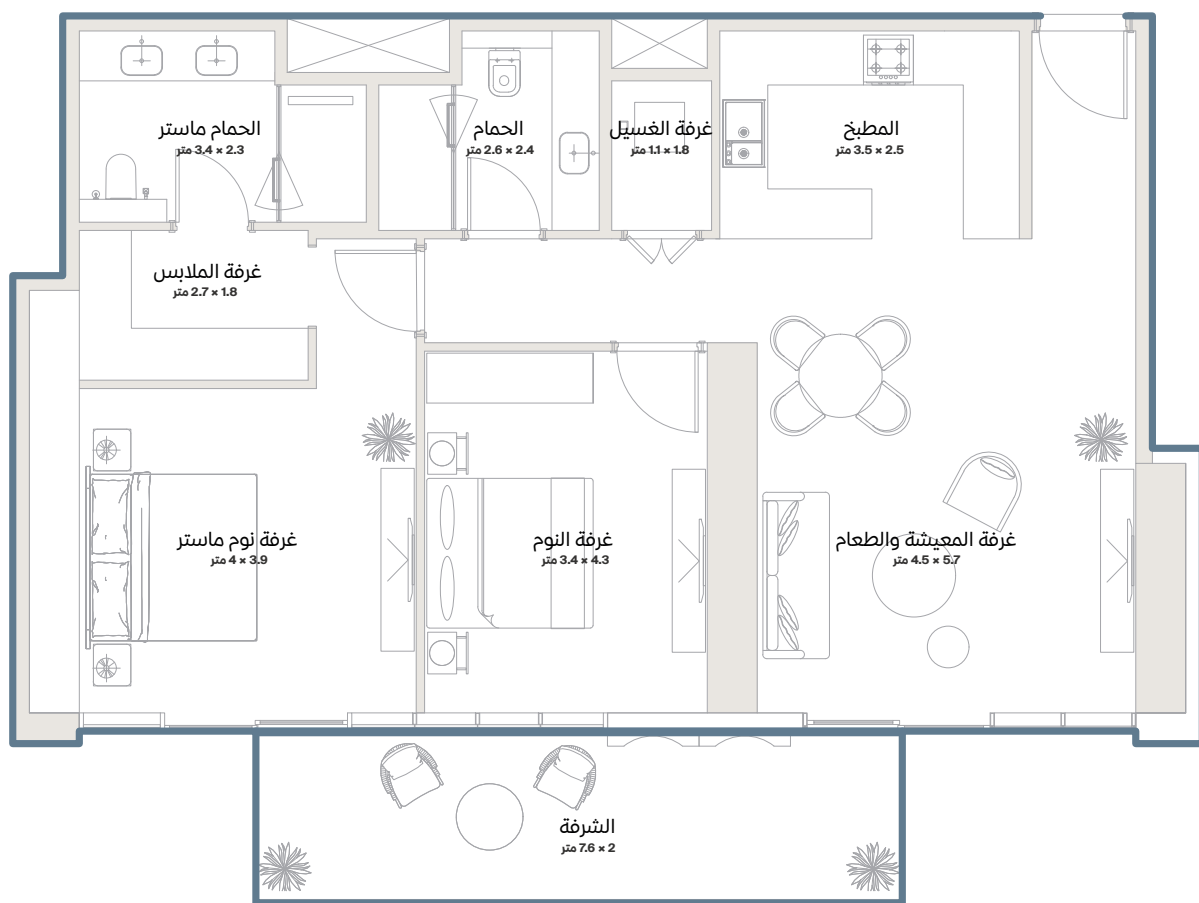 الحمام ماستر
3.4 × 2.3 متر
الحمام
2.6 × 2.4 متر
غرفة الغسيل
1.1 × 1.8 متر
المطبخ
3.5 × 2.5 متر
غرفة الملابس
2.7 × 1.8 متر
غرفة نوم ماستر
4 × 3.9 متر
غرفة النوم
3.4 × 4.3 متر
غرفة المعيشة والطعام
4.5 × 5.7 متر
الشرفة
7.6 × 2 متر